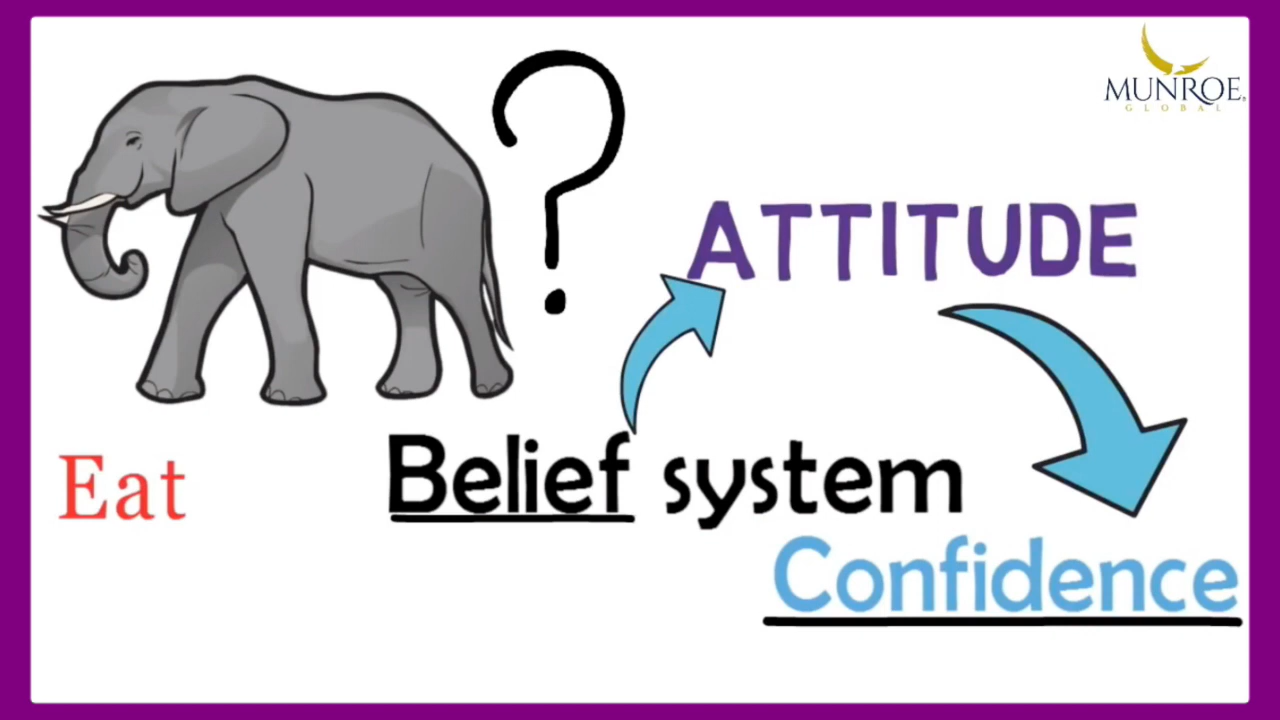 MUNROE
GLOBAL
?
ATTITUDE
Belief system
Eat
Confidence